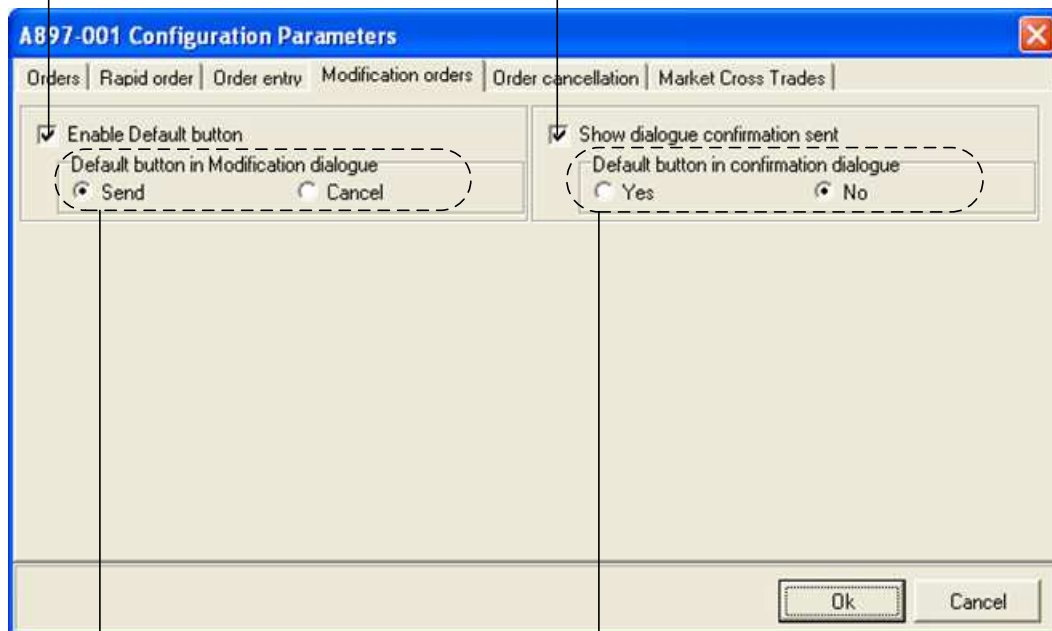 A897-001 Configuration Parameters
Orders Rapid order Order entry Modification orders Order cancellation Market Cross Trades
Enable Default button
Default button in Modification dialogue
Send Cancel
Show dialogue confirmation sent
Default button in confirmation dialogue
Yes No
Ok Cancel